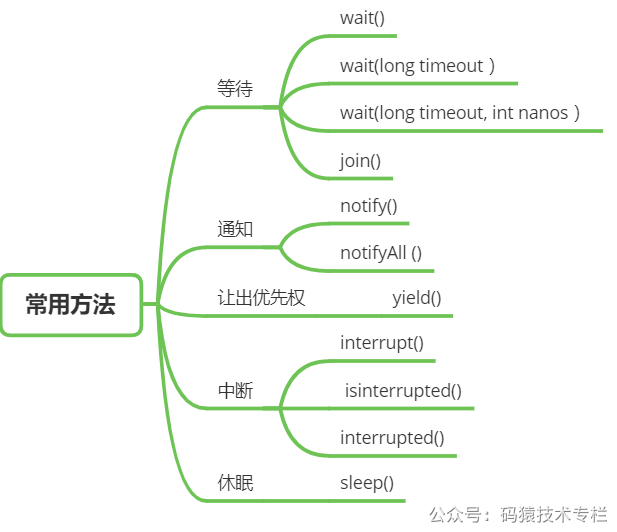 常用方法
等待
wait()
wait(long timeout )
wait(long timeout, int nanos )
join()
通知
notify()
notifyAll ()
让出优先权
yield()
中断
interrupt()
isinterrupted()
interrupted()
休眠
sleep()
公众号：码猿技术专栏